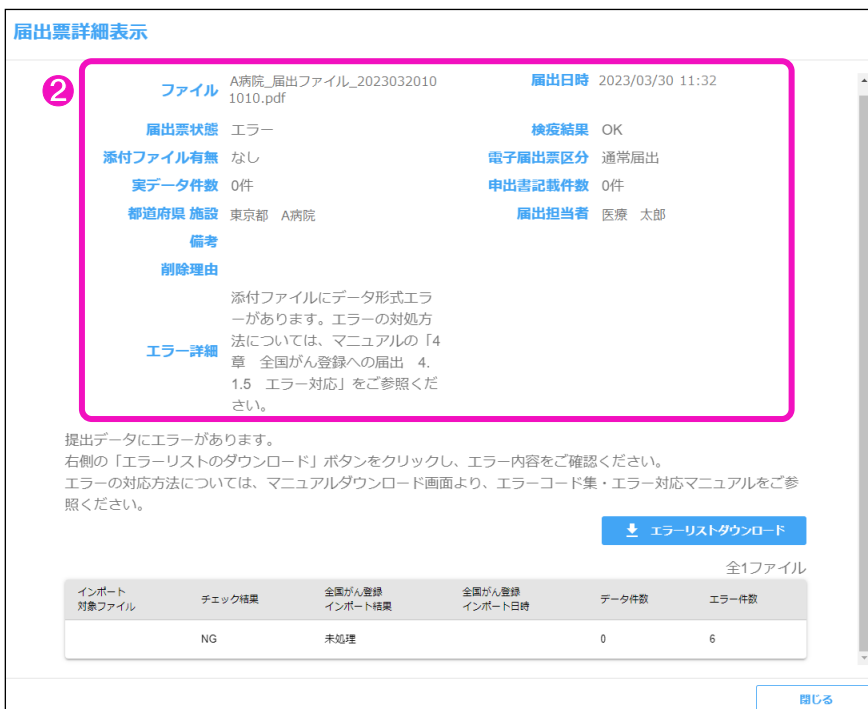 届出票詳細表示
2
ファイル A病院_届出ファイル_2023032010
1010.pdf
届出日時 2023/03/30 11:32
届出票状態 エラー 検疫結果 OK
添付ファイル有無 なし 電子届出票区分 通常届出
実データ件数 0件 申出書記載件数 0件
都道府県 施設 東京都 A病院 届出担当者 医療 太郎
備考
削除理由
エラー詳細
添付ファイルにデータ形式エラ
ーがあります。エラーの対処方
法については、マニュアルの「4
章 全国がん登録への届出 4.
1.5 エラー対応」をご参照くだ
さい。
提出データにエラーがあります。
右側の「エラーリストのダウンロード」ボタンをクリックし、エラー内容をご確認ください。
エラーの対応方法については、マニュアルダウンロード画面より、エラーコード集・エラー対応マニュアルをご参
照ください。
エラーリストダウンロード
全1ファイル
インポート
対象ファイル
チェック結果
全国がん登録
インポート結果
全国がん登録
インポート日時
データ件数
エラー件数
NG 未処理 0 6
閉じる